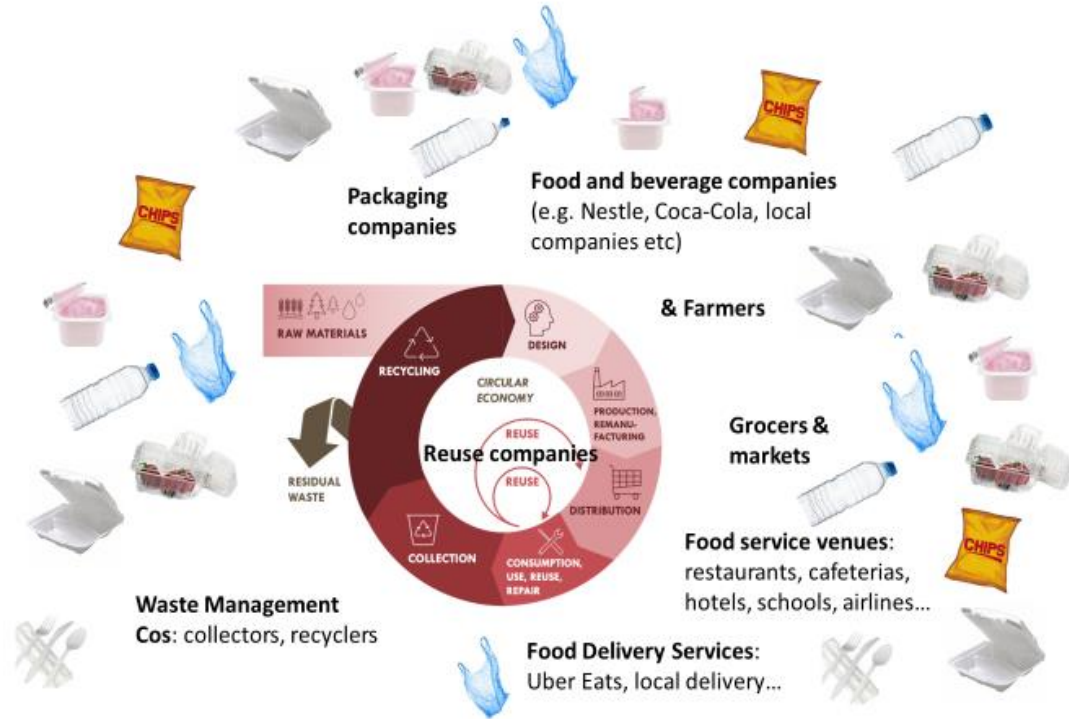 CHIPS
Packaging
companies
Food and beverage companies
(e.g. Nestle, Coca-Cola, local
companies etc)
CHIPS
& Farmers
RAW MATERIALS
RECYCLING
DESIGN
CIRCULAR
ECONOMY
PRODUCTION,
REMANU-
FACTURING
REUSE
Reuse companies
REUSE
Grocers &
markets
RESIDUAL
WASTE
DISTRIBUTION
COLLECTION
CONSUMPTION,
USE, REUSE,
REPAIR
CHIPS
Food service venues:
restaurants, cafeterias,
hotels, schools, airlines...
Waste Management
Cos: collectors, recyclers
Food Delivery Services:
Uber Eats, local delivery...